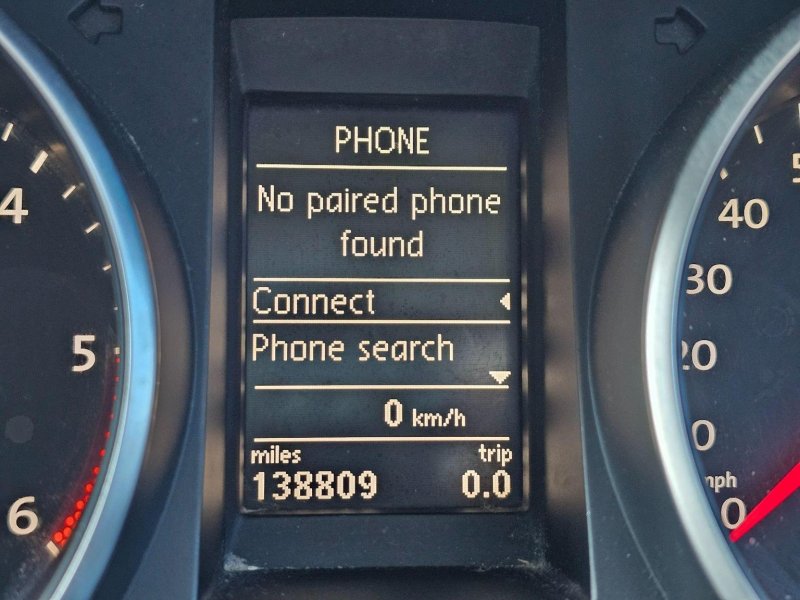 PHONE
No paired phone
found
Connect
Phone search
0 km/h
miles trip
138809 0.0
4
5
6
40
30
20
0
mph
0